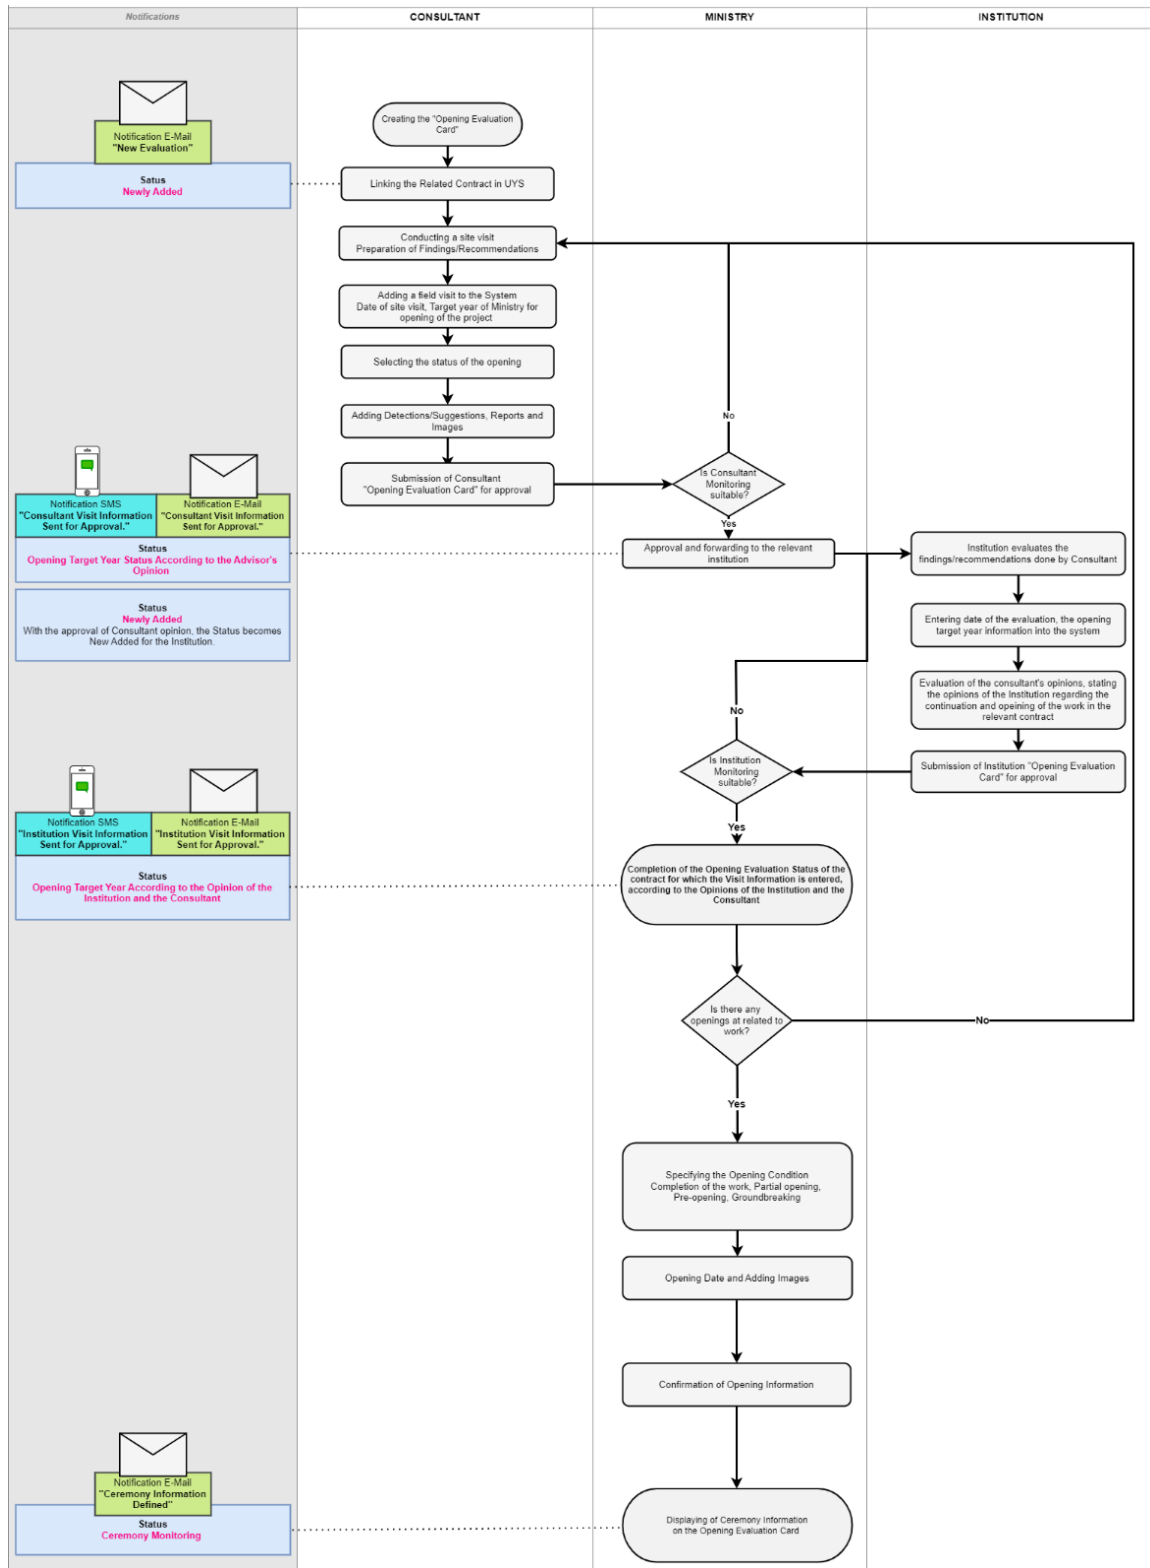 Notifications
CONSULTANT
MINISTRY
INSTITUTION
Notification E-Mail
"New Evaluation"
Satus
Newly Added
Creating the "Opening Evaluation
Card"
Linking the Related Contract in UYS
Conducting a site visit
Preparation of Findings/Recommendations
Adding a field visit to the System
Date of site visit, Target year of Ministry for
opening of the project
Selecting the status of the opening
Adding Detections/Suggestions, Reports and
Images
Submission of Consultant
"Opening Evaluation Card" for approval
No
Is Consultant
Monitoring
suitable?
Yes
Notification SMS
"Consultant Visit Information
Sent for Approval."
Notification E-Mail
"Consultant Visit Information
Sent for Approval."
Status
Opening Target Year Status According to the Advisor's
Opinion
Status
Newly Added
With the approval of Consultant opinion, the Status becomes
New Added for the Institution.
Approval and forwarding to the relevant
institution
Institution evaluates the
findings/recommendations done by Consultant
Entering date of the evaluation, the opening
target year information into the system
Evaluation of the consultant's opinions, stating
the opinions of the Institution regarding the
continuation and opeining of the work in the
relevant contract
Submission of Institution "Opening Evaluation
Card" for approval
No
Is Institution
Monitoring
suitable?
Yes
Notification SMS
"Institution Visit Information
Sent for Approval."
Notification E-Mail
"Institution Visit Information
Sent for Approval."
Status
Opening Target Year According to the Opinion of the
Institution and the Consultant
Completion of the Opening Evaluation Status of the
contract for which the Visit Information is entered,
according to the Opinions of the Institution and the
Consultant
Is there any
openings at related to
work?
No
Yes
Specifying the Opening Condition
Completion of the work, Partial opening,
Pre-opening, Groundbreaking
Opening Date and Adding Images
Confirmation of Opening Information
Notification E-Mail
"Ceremony Information
Defined"
Status
Ceremony Monitoring
Displaying of Ceremony Information
on the Opening Evaluation Card